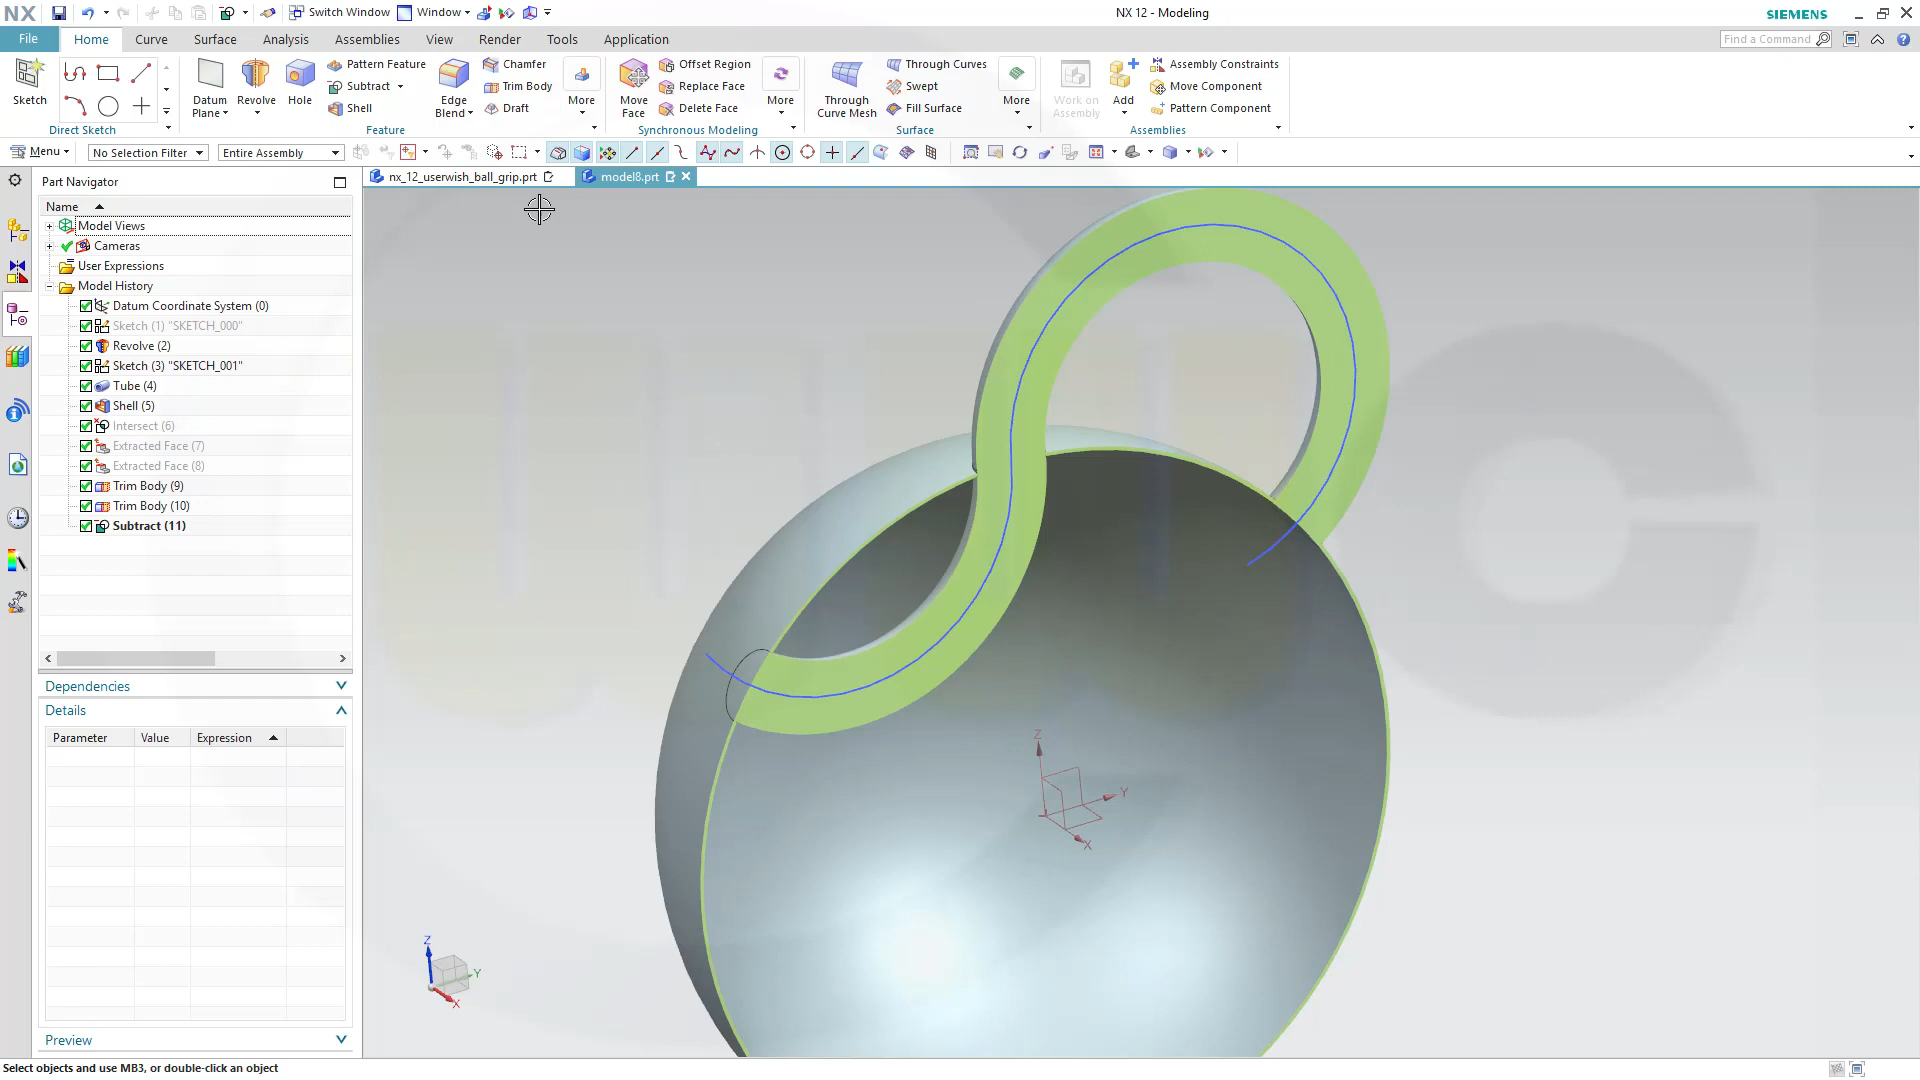 NX
Switch Window
Window
NX 12 - Modeling
SIEMENS
File
Home
Curve
Surface
Analysis
Assemblies
View
Render
Tools
Application
Find a Command
Sketch
Direct Sketch
Datum Plane
Revolve
Hole
Pattern Feature
Subtract
Shell
Edge Blend
Chamfer
Trim Body
Draft
More
Feature
Move Face
Offset Region
Replace Face
Delete Face
More
Synchronous Modeling
Through Curve Mesh
Through Curves
Swept
Fill Surface
More
Surface
Work on Assembly
Add
Assembly Constraints
Move Component
Pattern Component
Assemblies
Menu
No Selection Filter
Entire Assembly
Part Navigator
nx_12_userwish_ball_grip.prt
model8.prt
Name
Model Views
Cameras
User Expressions
Model History
Datum Coordinate System (0)
Sketch (1) "SKETCH_000"
Revolve (2)
Sketch (3) "SKETCH_001"
Tube (4)
Shell (5)
Intersect (6)
Extracted Face (7)
Extracted Face (8)
Trim Body (9)
Trim Body (10)
Subtract (11)
Dependencies
Details
Parameter Value Expression
Preview
Z
Y
X
Z
Y
X
Select objects and use MB3, or double-click an object